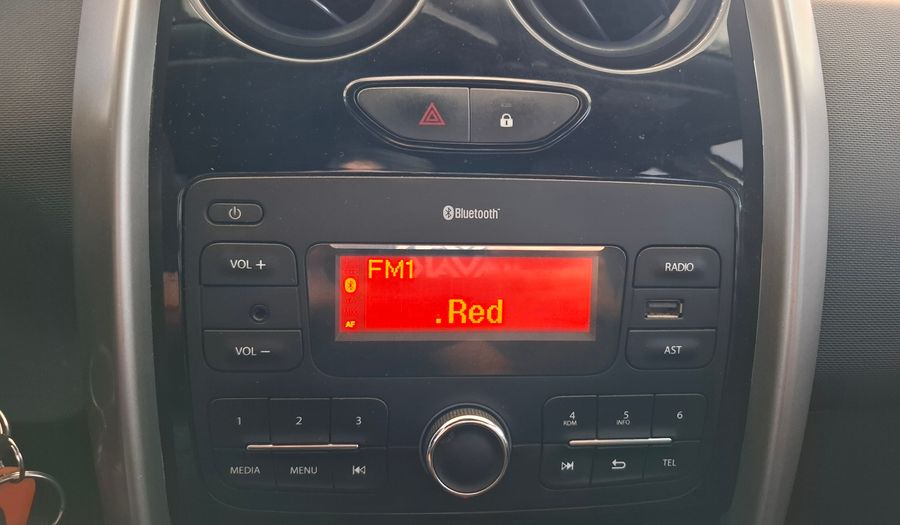 Bluetooth
VOL +
RADIO
FM1
.Red
AF
VOL –
AST
1
2
3
4
RDM
5
INFO
6
MEDIA
MENU
TEL